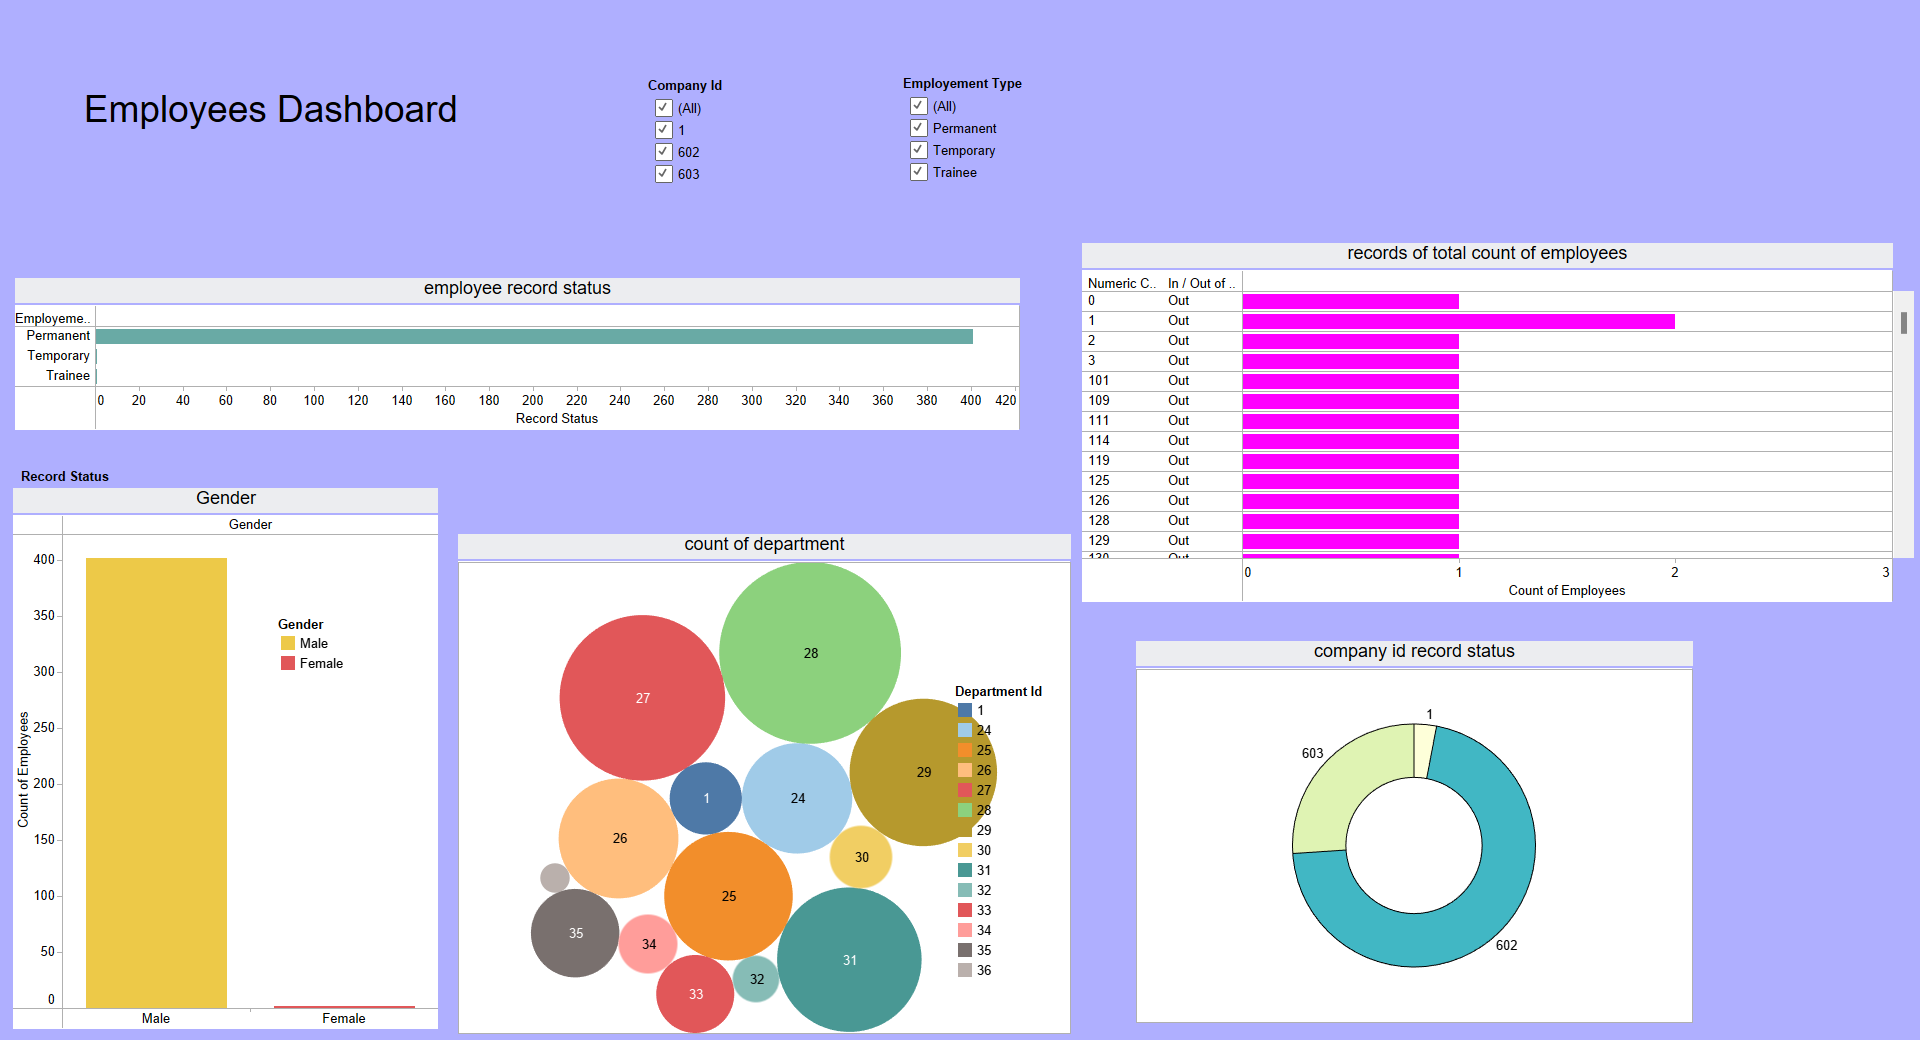 Employees Dashboard
Company Id
(All)
1
602
603
Employement Type
(All)
Permanent
Temporary
Trainee
employee record status
Employeme..
Permanent
Temporary
Trainee
0 20 40 60 80 100 120 140 160 180 200 220 240 260 280 300 320 340 360 380 400 420
Record Status
records of total count of employees
Numeric C.. In / Out of ..
0 Out
1 Out
2 Out
3 Out
101 Out
109 Out
111 Out
114 Out
119 Out
125 Out
126 Out
128 Out
129 Out
130 Out
0 1 2 3
Count of Employees
Record Status
Gender
Gender
400
350
300
250
200
150
100
50
0
Count of Employees
Male Female
Gender
Male
Female
count of department
28
27
29
1
24
26
30
25
35
34
31
32
33
Department Id
1
24
25
26
27
28
29
30
31
32
33
34
35
36
company id record status
1
603
602